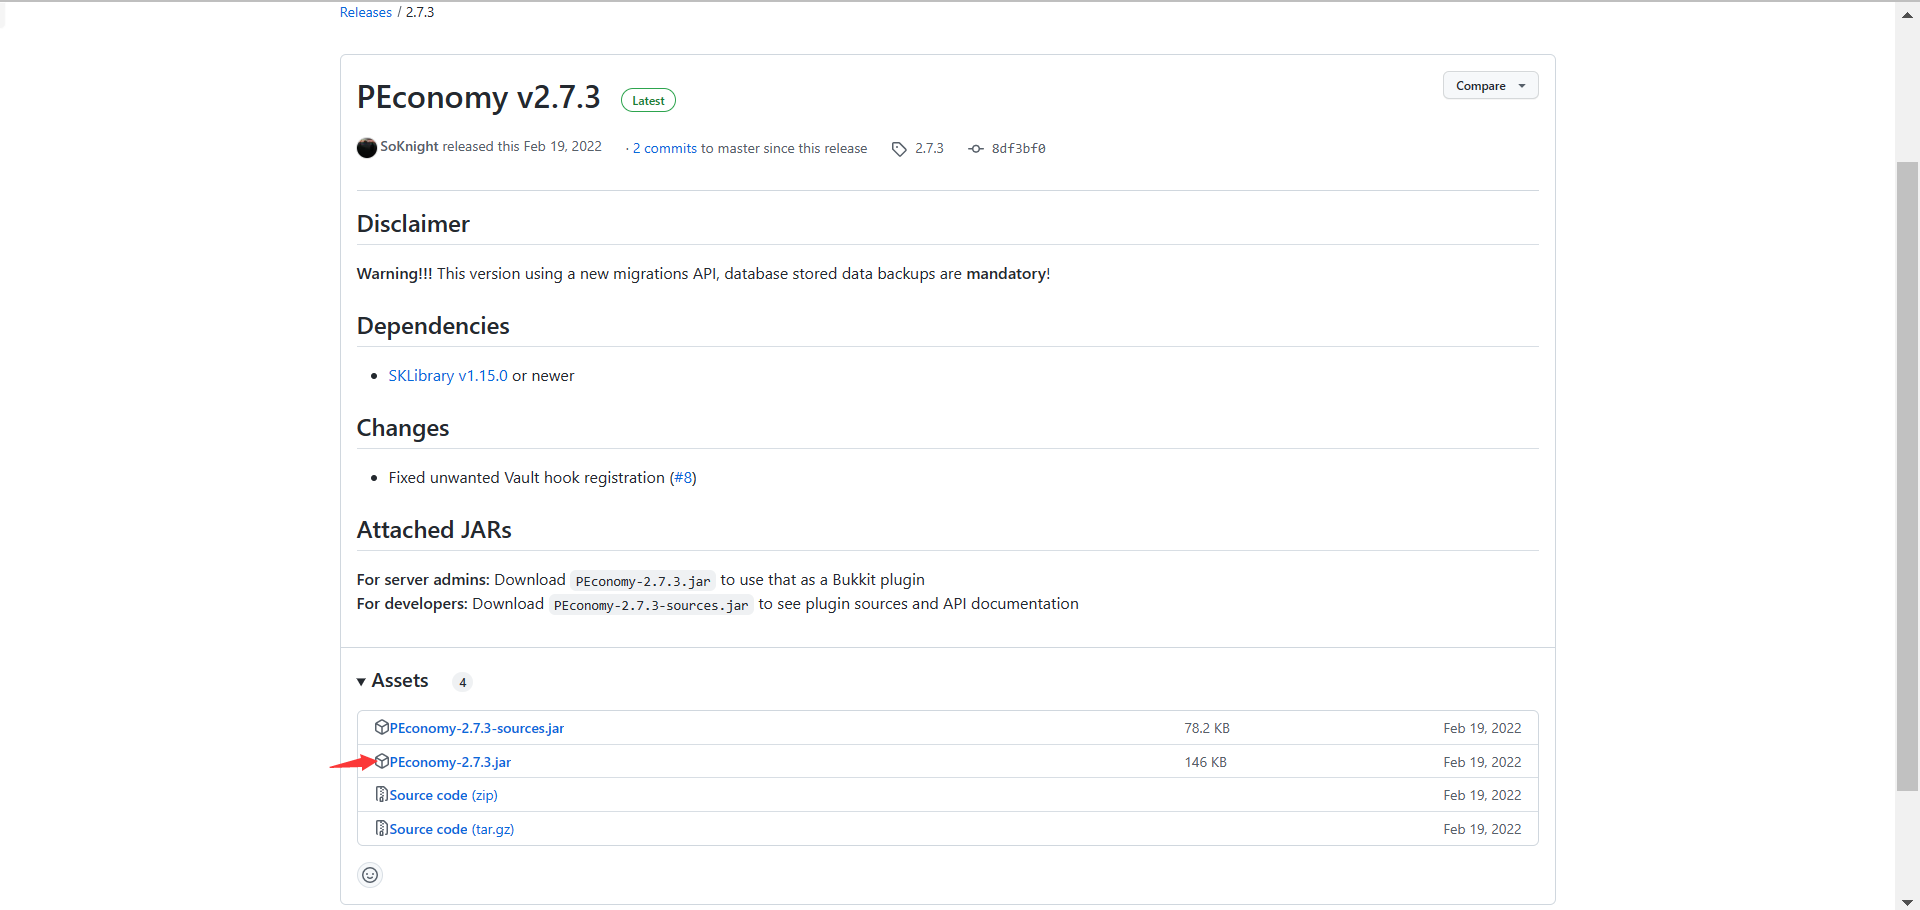 Releases / 2.7.3
PEconomy v2.7.3 Latest
Compare
SoKnight released this Feb 19, 2022 · 2 commits to master since this release 2.7.3 8df3bf0
Disclaimer
Warning!!! This version using a new migrations API, database stored data backups are mandatory!
Dependencies
• SKLibrary v1.15.0 or newer
Changes
• Fixed unwanted Vault hook registration (#8)
Attached JARs
For server admins: Download PEconomy-2.7.3.jar to use that as a Bukkit plugin
For developers: Download PEconomy-2.7.3-sources.jar to see plugin sources and API documentation
Assets 4
PEconomy-2.7.3-sources.jar 78.2 KB Feb 19, 2022
PEconomy-2.7.3.jar 146 KB Feb 19, 2022
Source code (zip) Feb 19, 2022
Source code (tar.gz) Feb 19, 2022